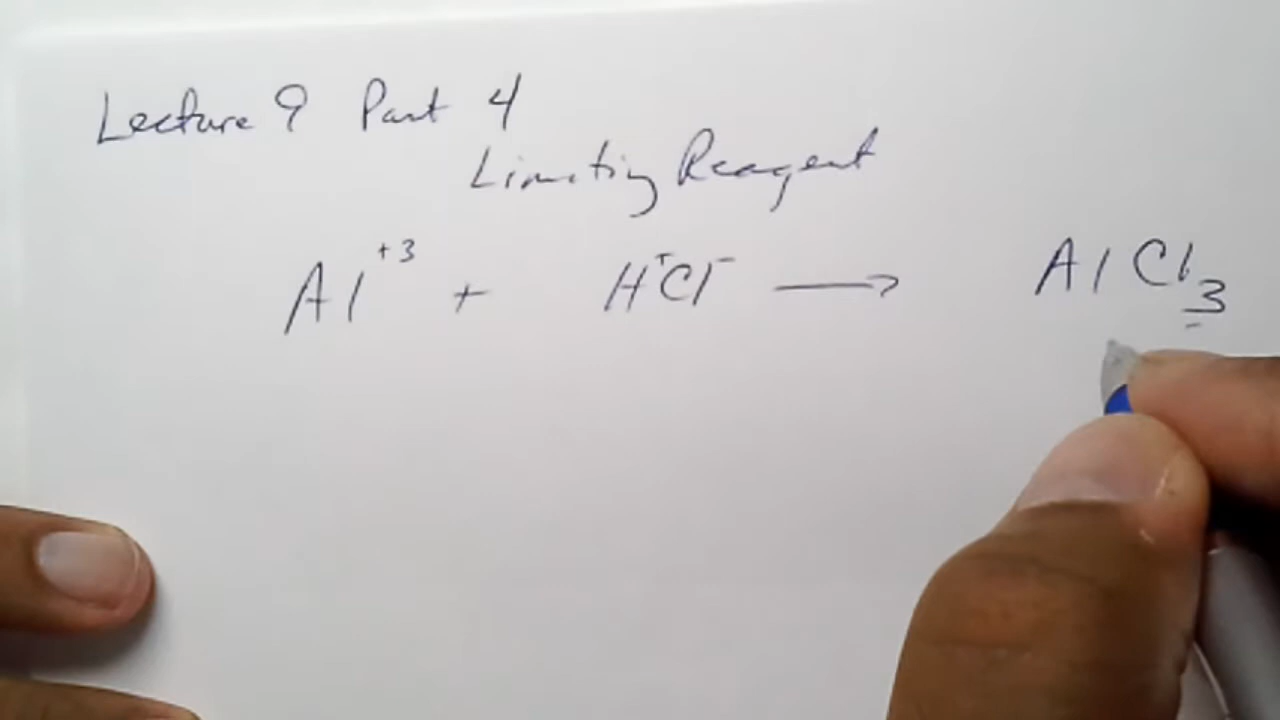 Lecture 9 Part 4
Limiting Reagent
Al⁺³ + H⁺Cl⁻ → AlCl₃